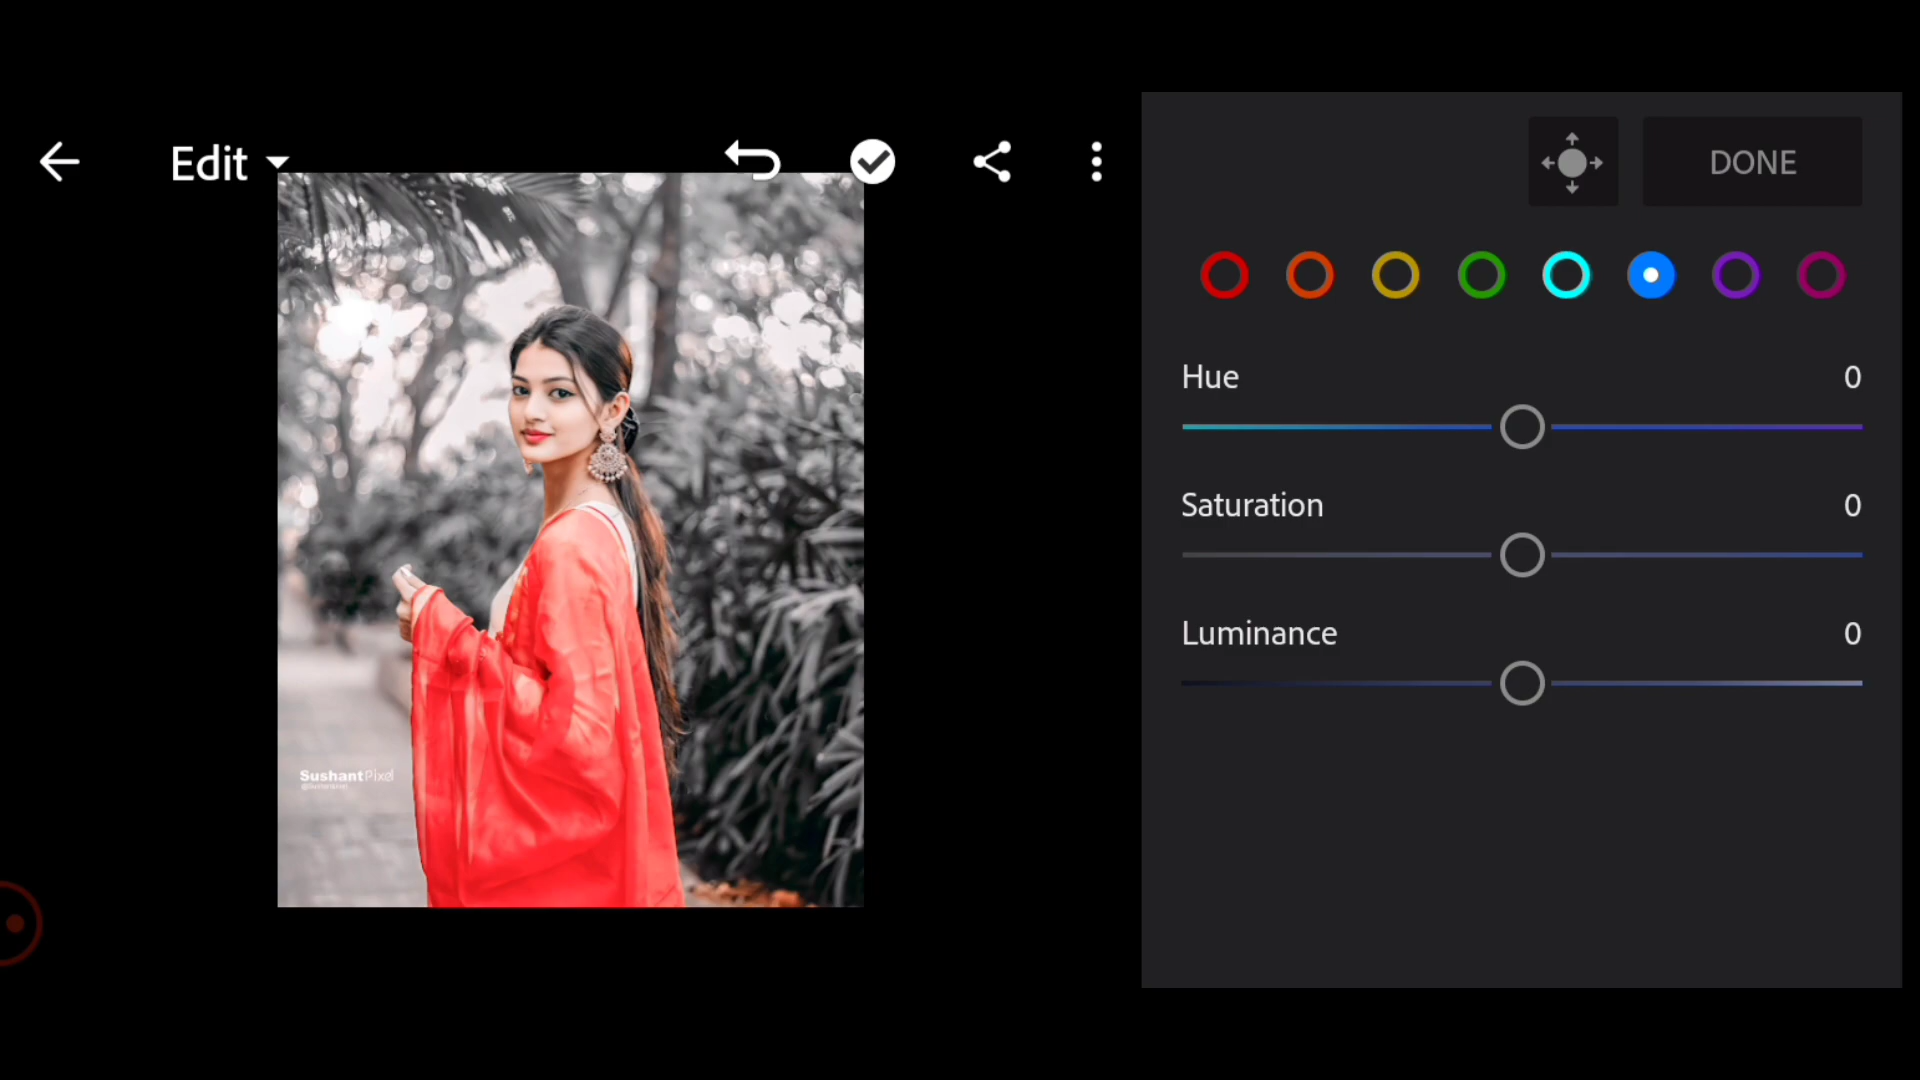 Edit
DONE
Hue 0
Saturation 0
Luminance 0
SushantPixel